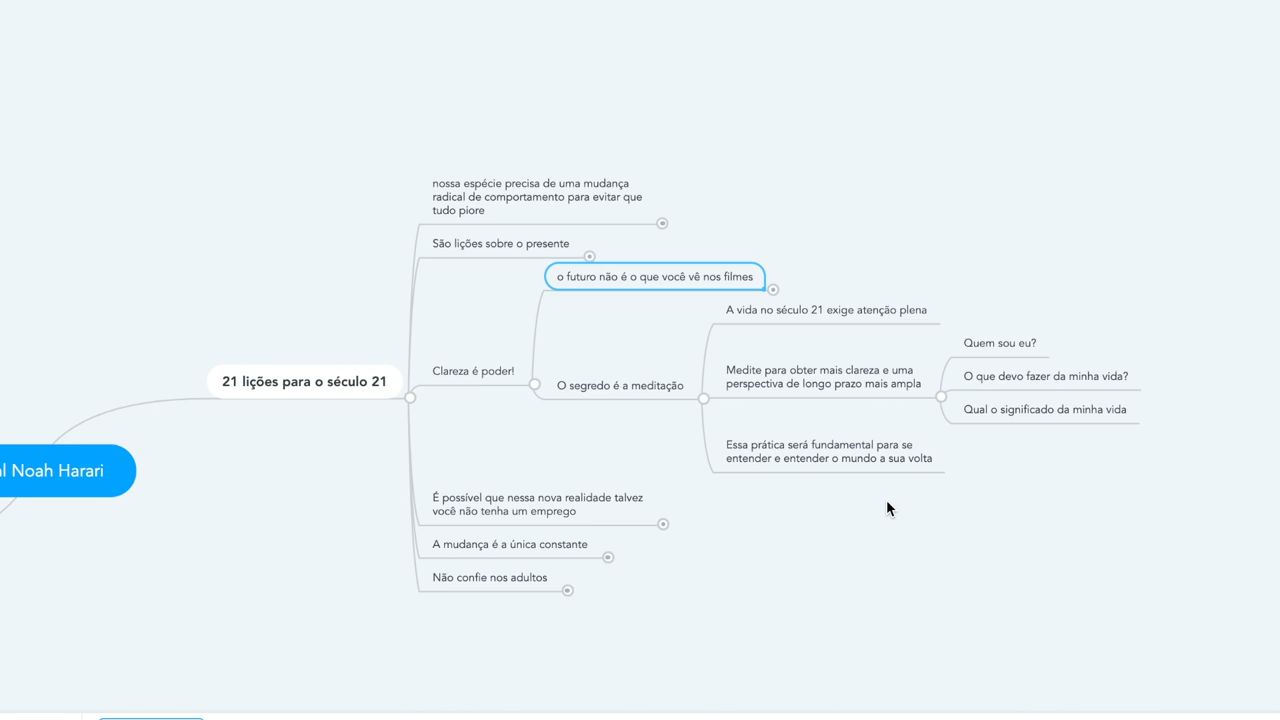 nossa espécie precisa de uma mudança
radical de comportamento para evitar que
tudo piore
São lições sobre o presente
o futuro não é o que você vê nos filmes
A vida no século 21 exige atenção plena
Quem sou eu?
Clareza é poder!
O segredo é a meditação
Medite para obter mais clareza e uma
perspectiva de longo prazo mais ampla
O que devo fazer da minha vida?
21 lições para o século 21
Qual o significado da minha vida
Essa prática será fundamental para se
entender e entender o mundo a sua volta
Noah Harari
É possível que nessa nova realidade talvez
você não tenha um emprego
A mudança é a única constante
Não confie nos adultos